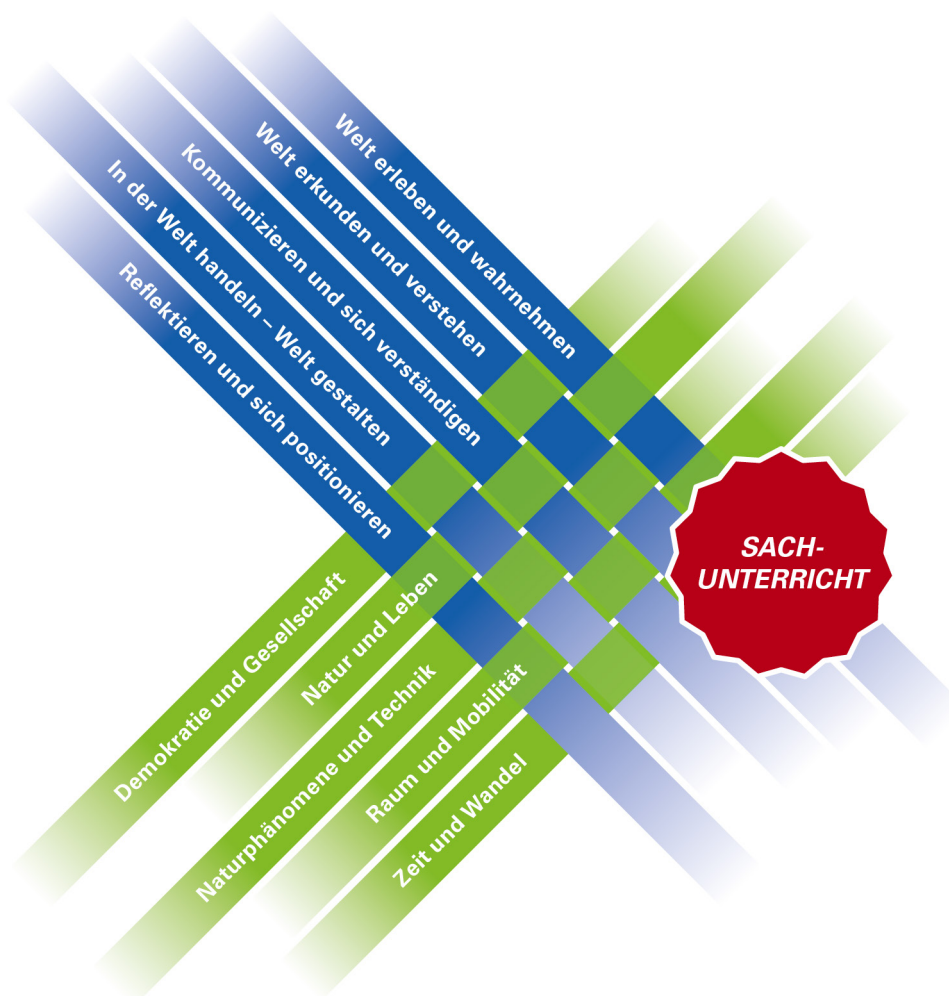 Welt erleben und wahrnehmen
Welt erkunden und verstehen
Kommunizieren und sich verständigen
In der Welt handeln – Welt gestalten
Reflektieren und sich positionieren
Demokratie und Gesellschaft
Natur und Leben
Naturphänomene und Technik
Raum und Mobilität
Zeit und Wandel
SACH-
UNTERRICHT